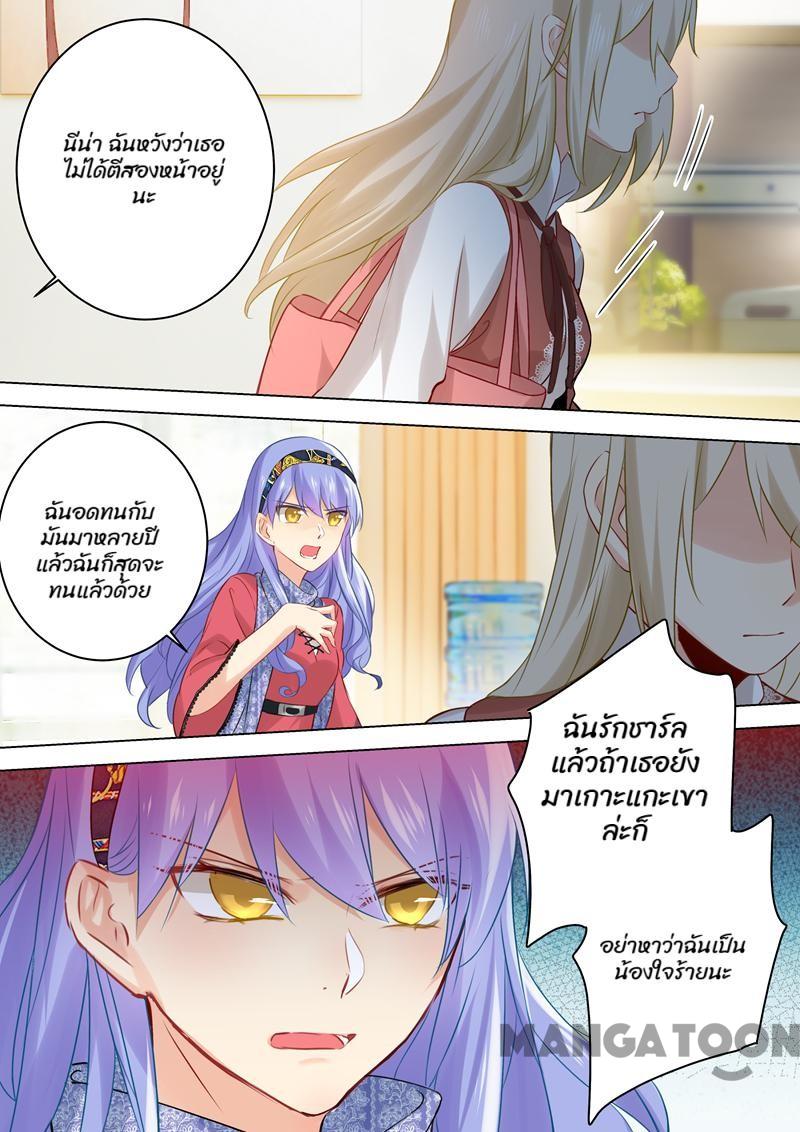 นีน่า ฉันหวังว่าเธอ
ไม่ได้ตีสองหน้าอยู่
นะ
ฉันอดทนกับ
มันมาหลายปี
แล้วฉันก็สุดจะ
ทนแล้วด้วย
ฉันรักชาร์ล
แล้วถ้าเธอยัง
มาเกาะแกะเขา
ล่ะก็
อย่าหาว่าฉันเป็น
น้องใจร้ายนะ
MANGATOON